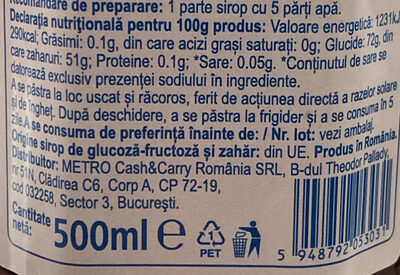 Recomandare de preparare: 1 parte sirop cu 5 părți apă.
Declarația nutrițională pentru 100g produs: Valoare energetică: 1231kJ
290kcal; Grăsimi: 0.1g, din care acizi grași saturați: 0g; Glucide: 72g, din
care zaharuri: 51g; Proteine: 0.1g; *Sare: 0.05g. *Conținutul de sare se
datorează exclusiv prezenței sodiului în ingrediente.
A se păstra la loc uscat și răcoros, ferit de acțiunea directă a razelor solare
și de îngheț. După deschidere, a se păstra la frigider și a se consuma în 5
zile. A se consuma de preferință înainte de: / Nr. lot: vezi ambalaj.
Origine sirop de glucoză-fructoză și zahăr: din UE. Produs în România.
Distribuitor: METRO Cash&Carry România SRL, B-dul Theodor Pallady,
nr 51N, Clădirea C6, Corp A, CP 72-19,
cod 032258, Sector 3, București.
Cantitate
netă: 500ml e
PET
5 948792 053031